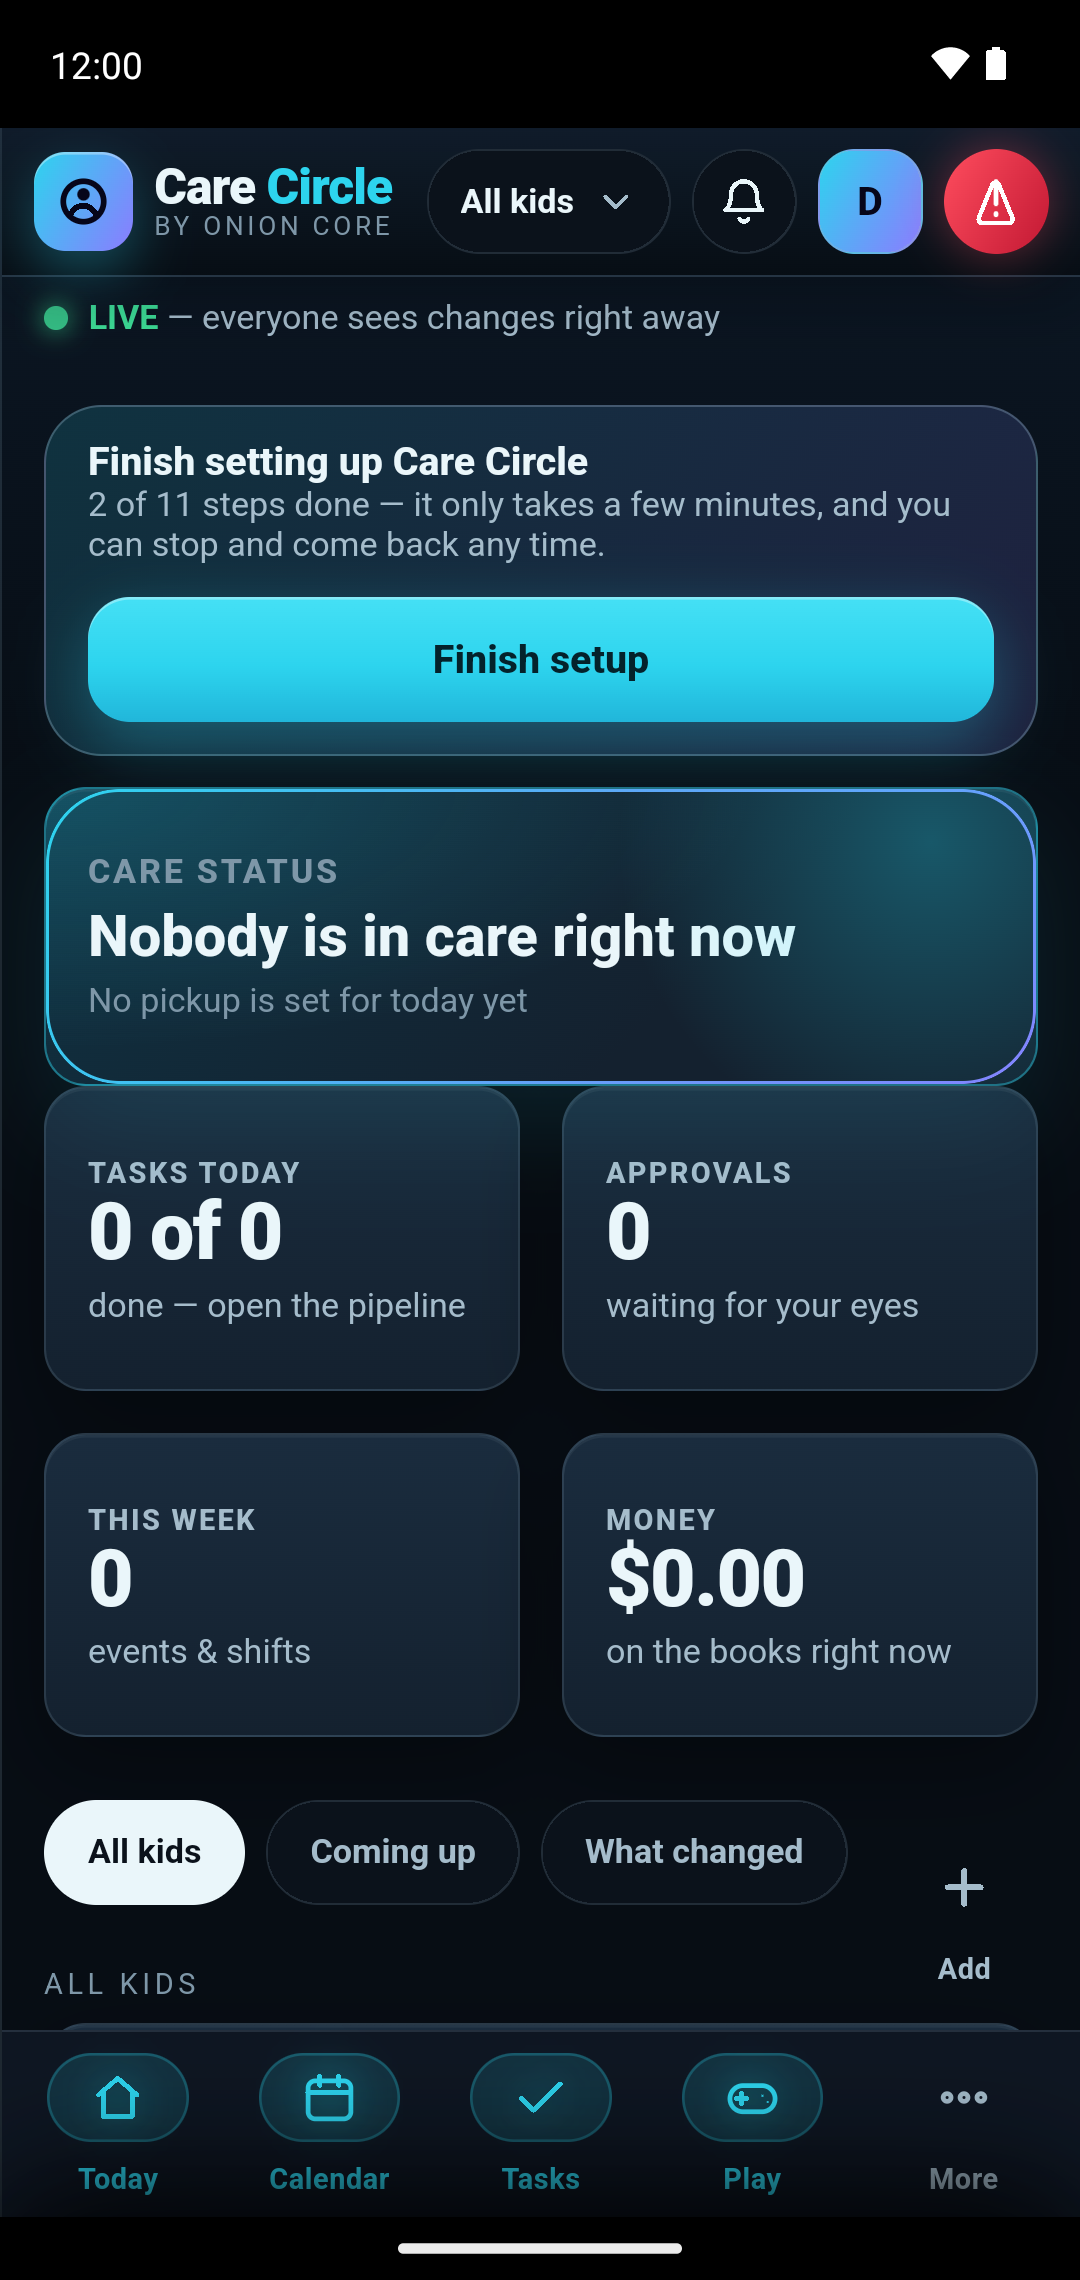 12:00
Care Circle
BY ONION CORE
All kids
D
LIVE — everyone sees changes right away
Finish setting up Care Circle
2 of 11 steps done — it only takes a few minutes, and you
can stop and come back any time.
Finish setup
CARE STATUS
Nobody is in care right now
No pickup is set for today yet
TASKS TODAY
0 of 0
done — open the pipeline
APPROVALS
0
waiting for your eyes
THIS WEEK
0
events & shifts
MONEY
$0.00
on the books right now
All kids
Coming up
What changed
Add
ALL KIDS
Today
Calendar
Tasks
Play
More